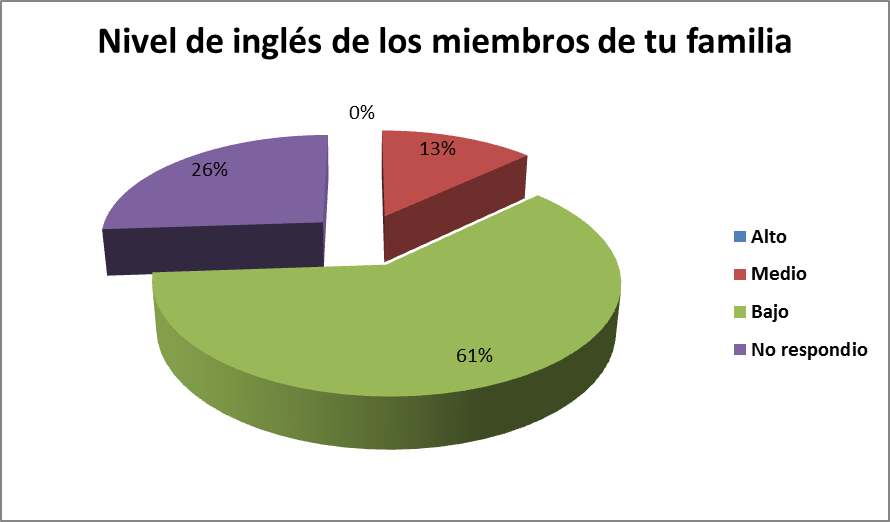 Nivel de inglés de los miembros de tu familia
0%
13%
26%
61%
Alto
Medio
Bajo
No respondio